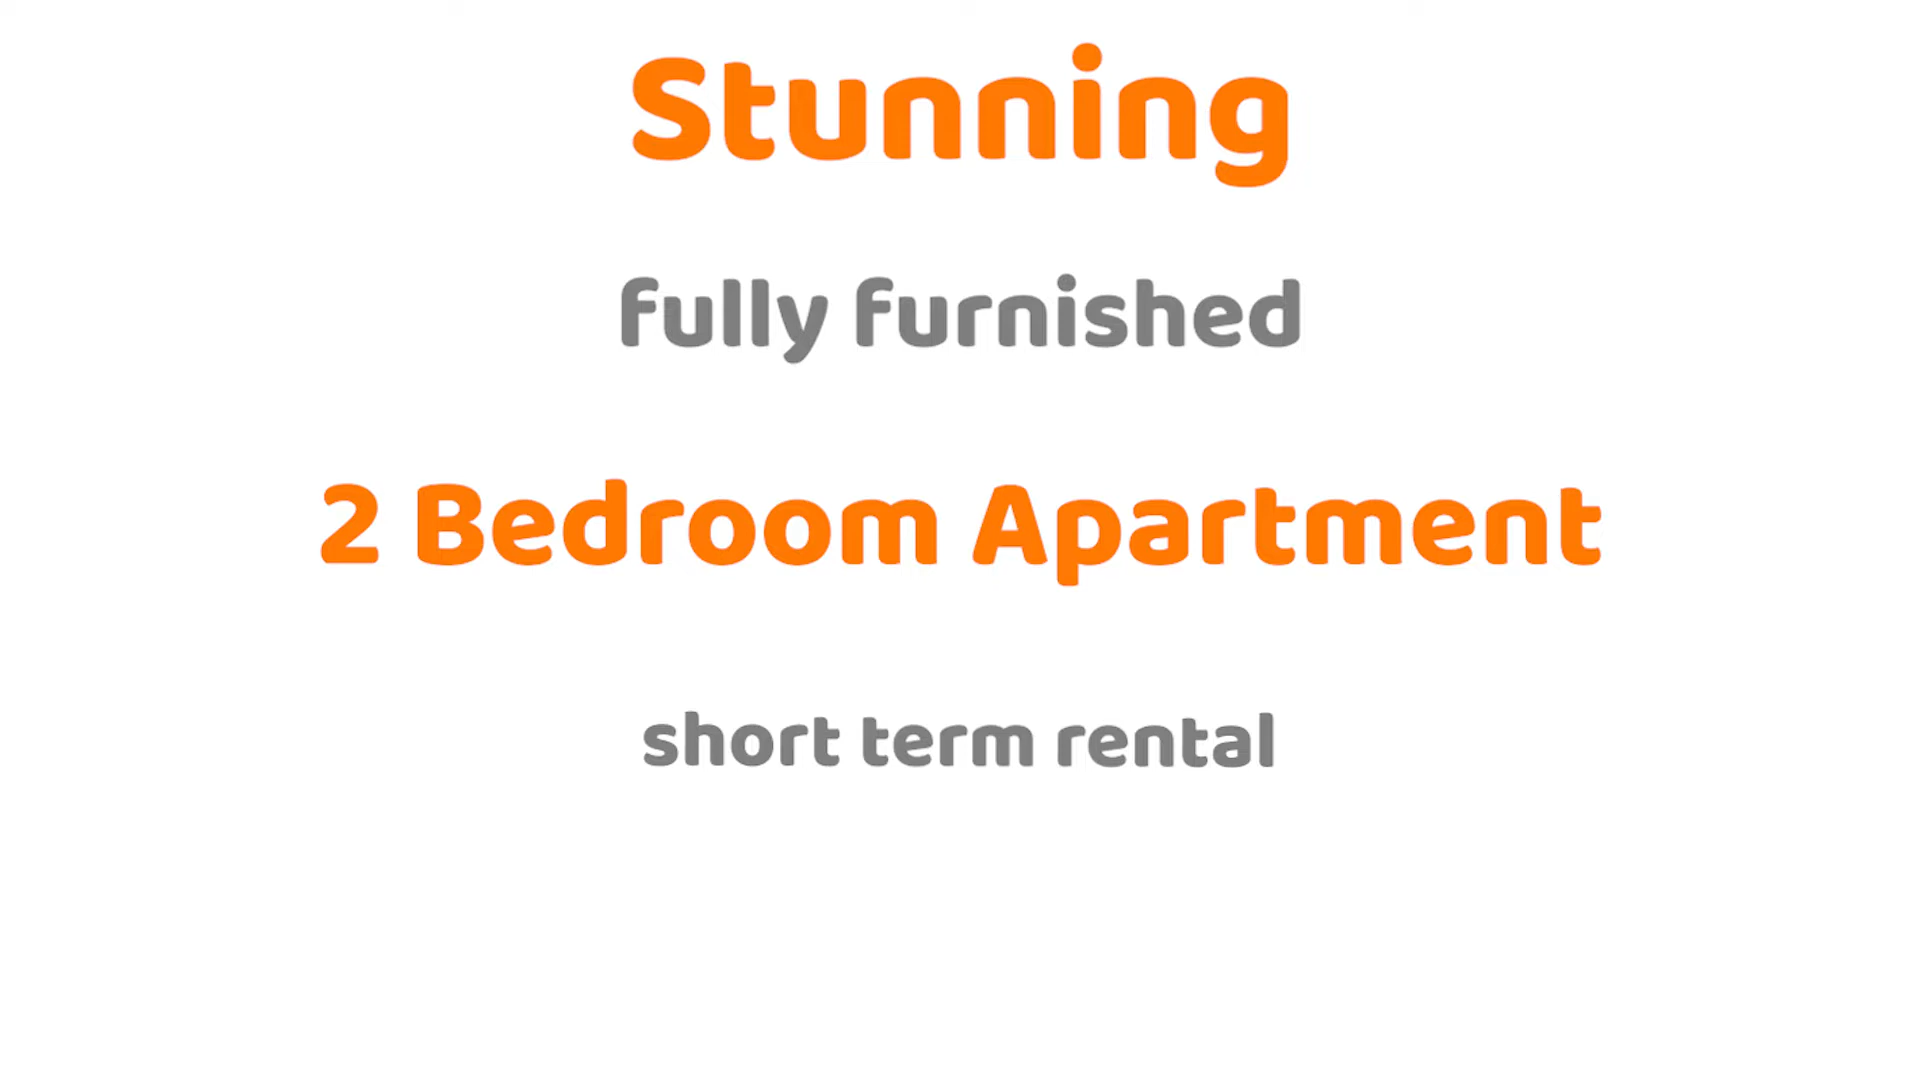 Stunning
fully furnished
2 Bedroom Apartment
short term rental